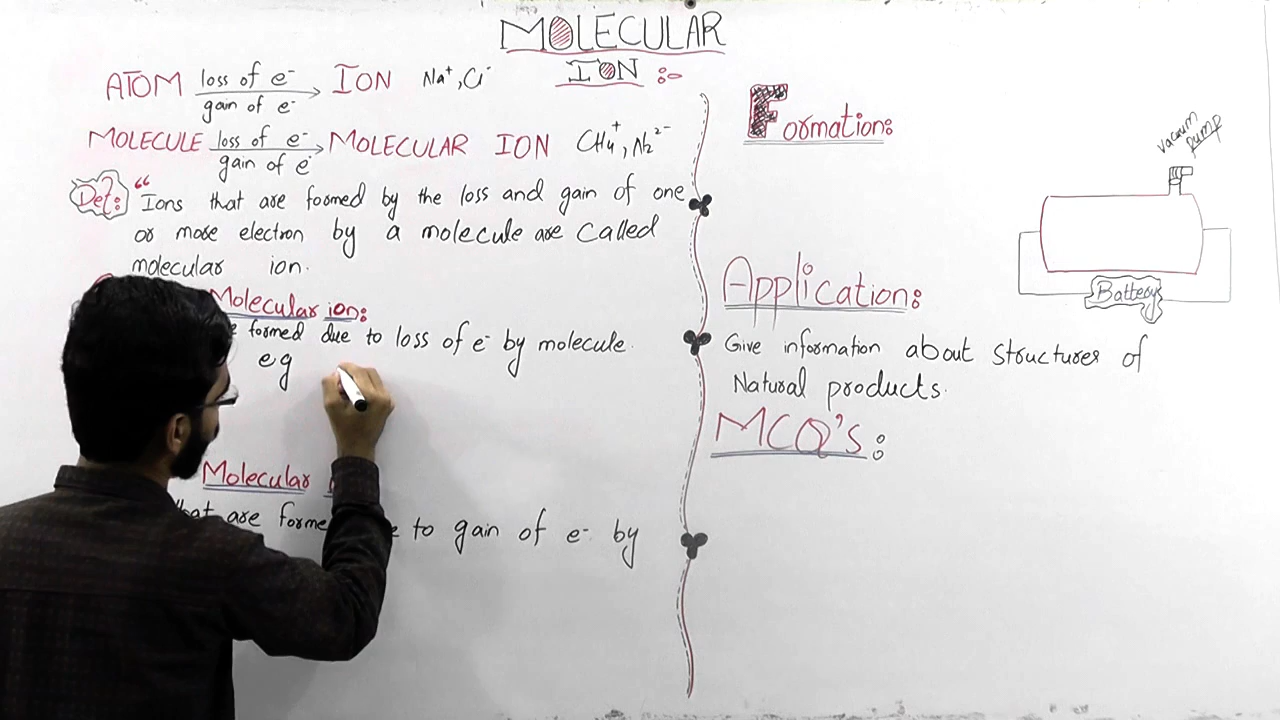 MOLECULAR
ION :-
ATOM loss of e⁻ gain of e⁻ ION Na⁺, Cl⁻
MOLECULE loss of e⁻ gain of e⁻ MOLECULAR ION CH4⁺, N2²⁻
Def: "Ions that are formed by the loss and gain of one
or more electron by a molecule are called
molecular ion.
Molecular ion:
formed due to loss of e⁻ by molecule.
eg
Molecular
are to gain of e⁻ by
Formation:
vacuum
pump
Battery
Application:
Give information about structures of
Natural products.
MCQ's: